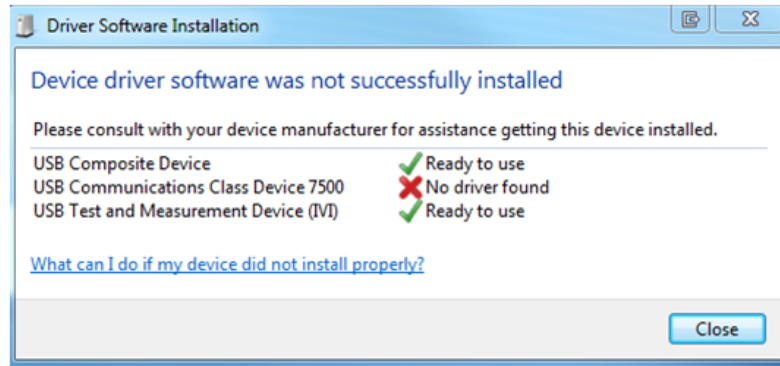 Driver Software Installation
Device driver software was not successfully installed
Please consult with your device manufacturer for assistance getting this device installed.
USB Composite Device Ready to use
USB Communications Class Device 7500 No driver found
USB Test and Measurement Device (IVI) Ready to use
What can I do if my device did not install properly?
Close